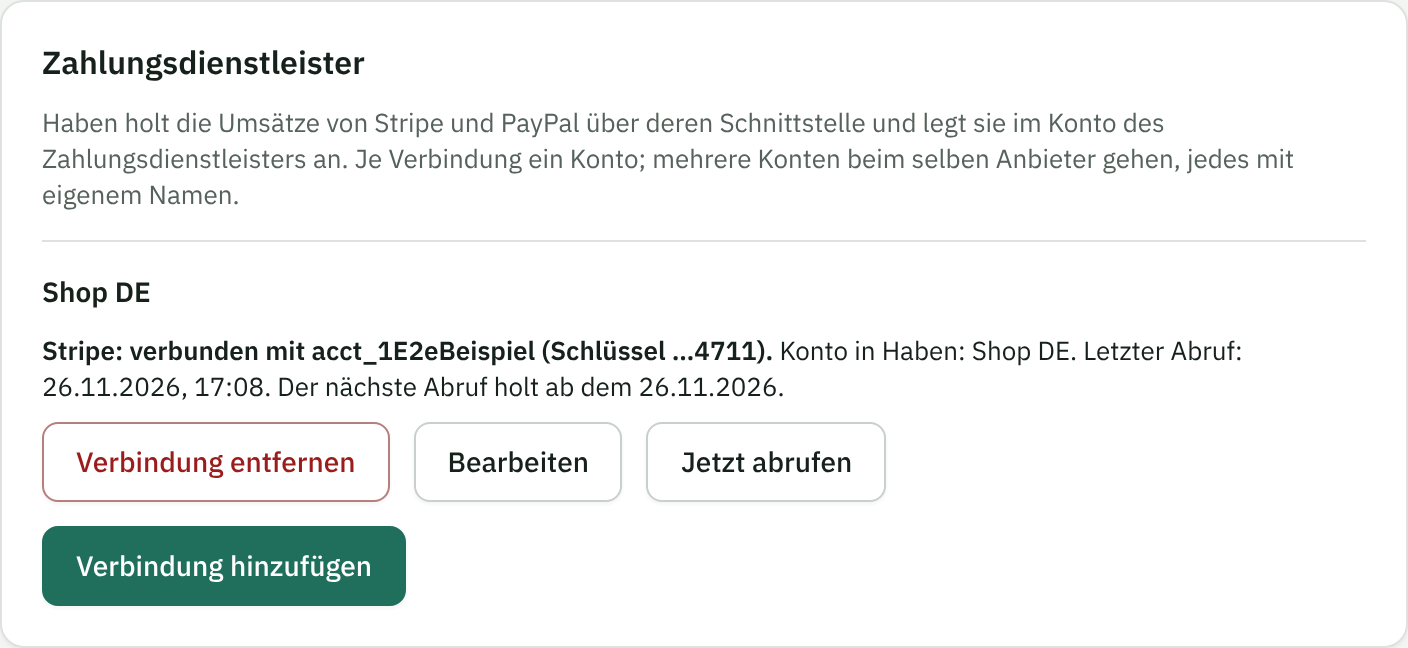 Zahlungsdienstleister
Haben holt die Umsätze von Stripe und PayPal über deren Schnittstelle und legt sie im Konto des
Zahlungsdienstleisters an. Je Verbindung ein Konto; mehrere Konten beim selben Anbieter gehen, jedes mit
eigenem Namen.
Shop DE
Stripe: verbunden mit acct_1E2eBeispiel (Schlüssel …4711). Konto in Haben: Shop DE. Letzter Abruf:
26.11.2026, 17:08. Der nächste Abruf holt ab dem 26.11.2026.
Verbindung entfernen Bearbeiten Jetzt abrufen
Verbindung hinzufügen